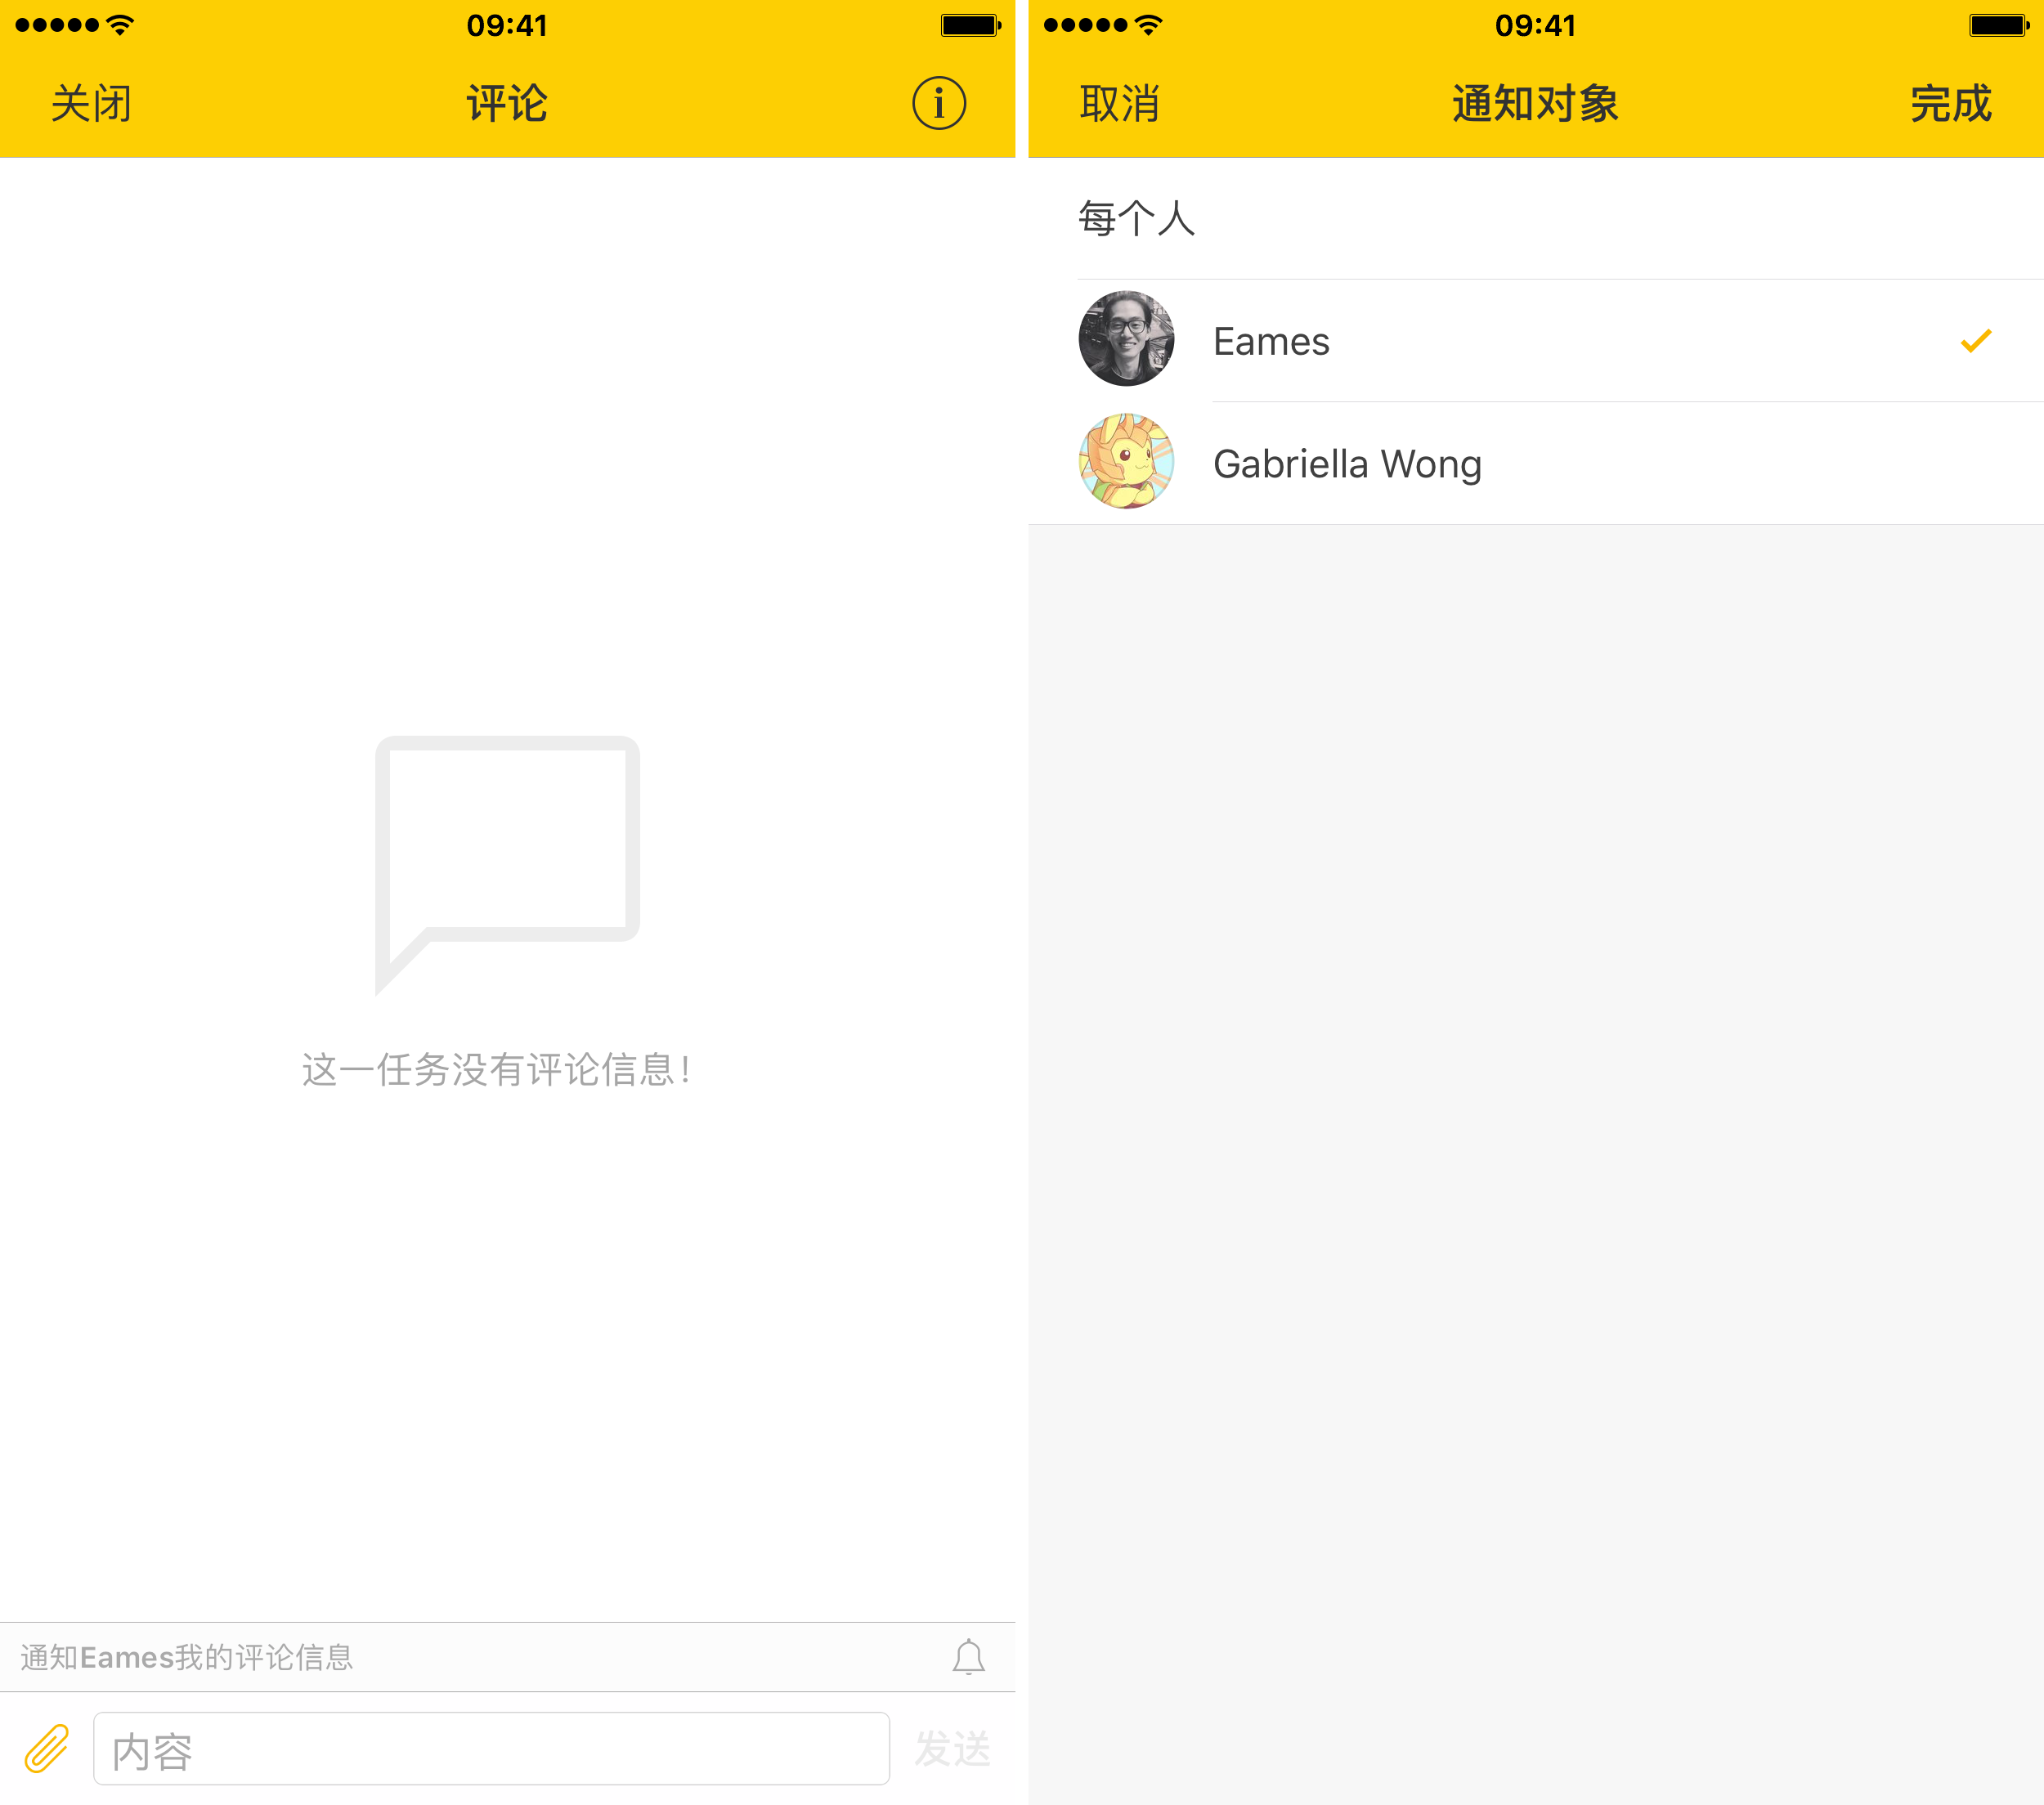 09:41
关闭 评论
这一任务没有评论信息!
通知Eames我的评论信息
内容 发送
09:41
取消 通知对象 完成
每个人
Eames
Gabriella Wong